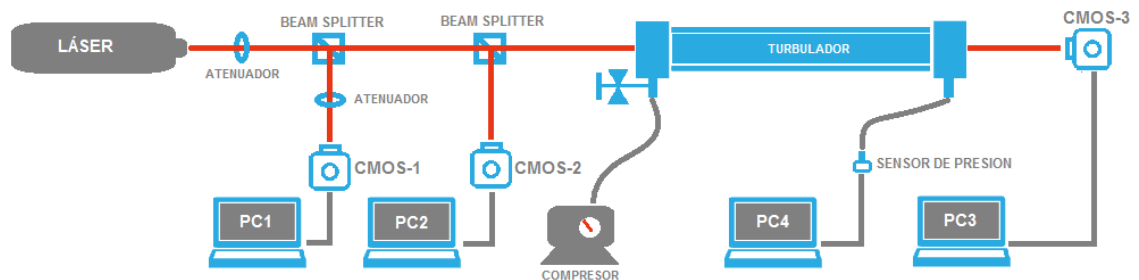 LÁSER
ATENUADOR
BEAM SPLITTER
ATENUADOR
CMOS-1
PC1
BEAM SPLITTER
CMOS-2
PC2
COMPRESOR
TURBULADOR
SENSOR DE PRESION
PC4
CMOS-3
PC3